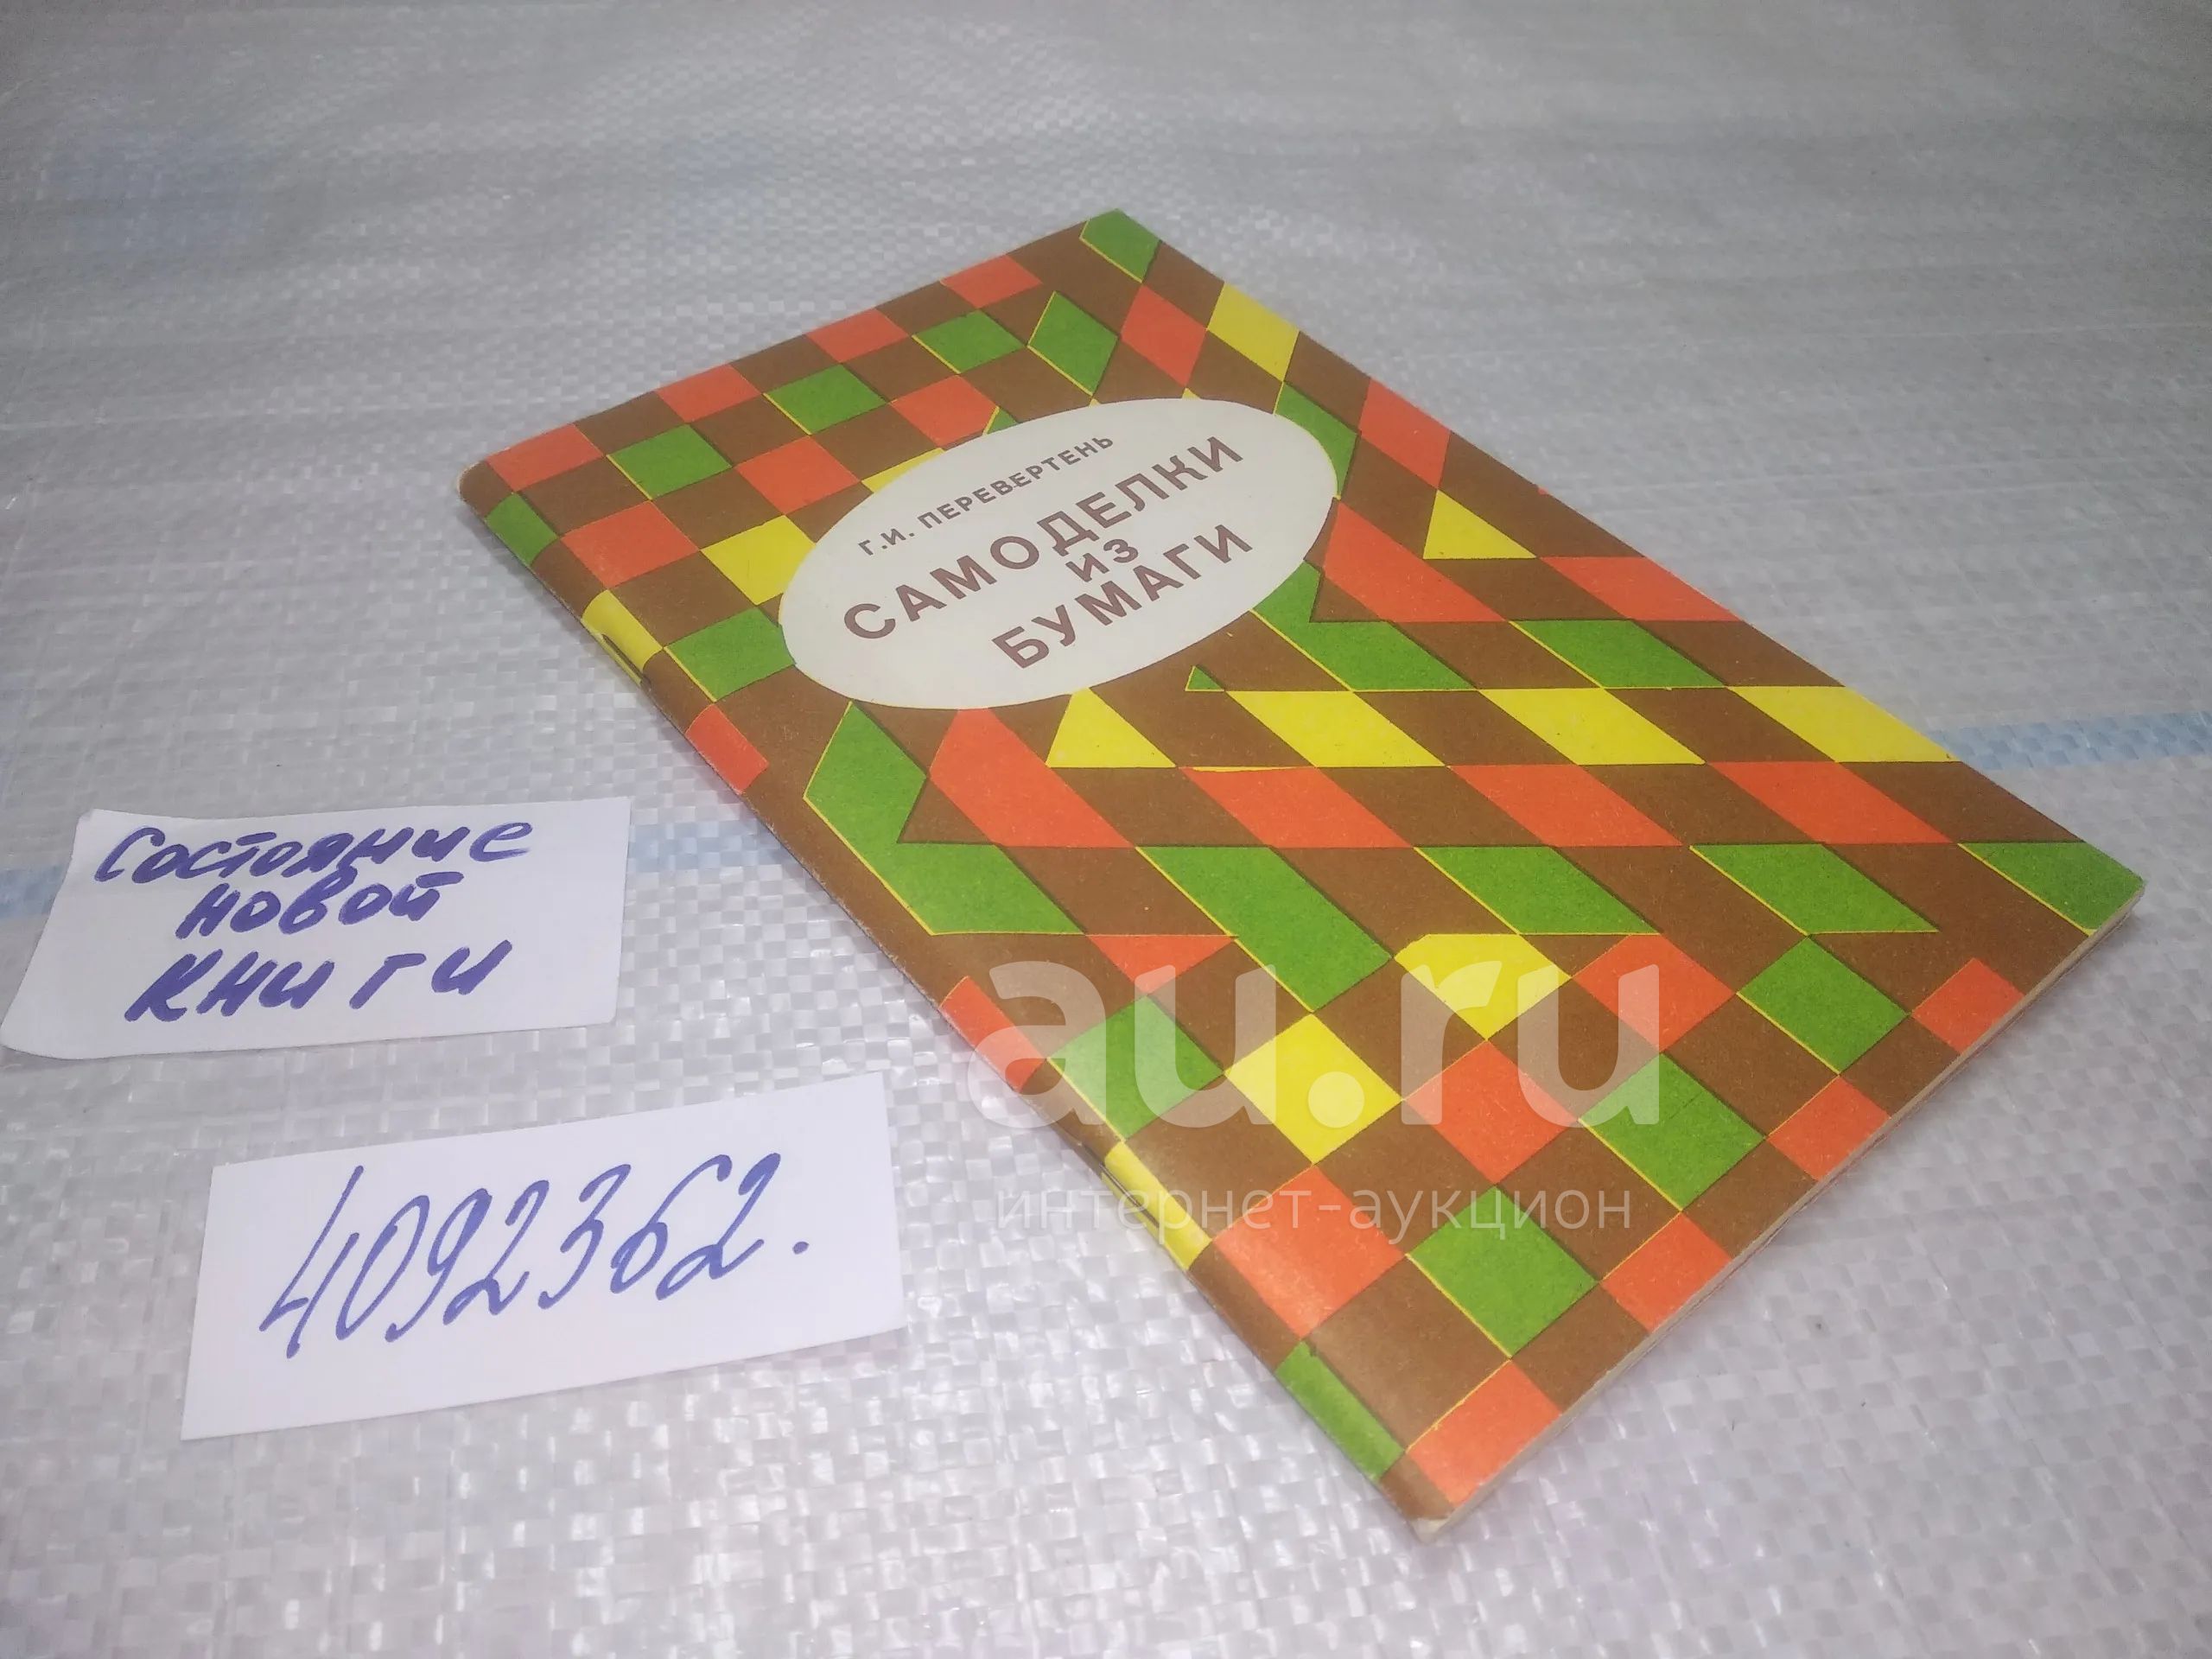 Г.И. ПЕРЕВЕРТЕНЬ
САМОДЕЛКИ
ИЗ
БУМАГИ
Состояние
новой
книги
4092362.
au.ru
интернет-аукцион